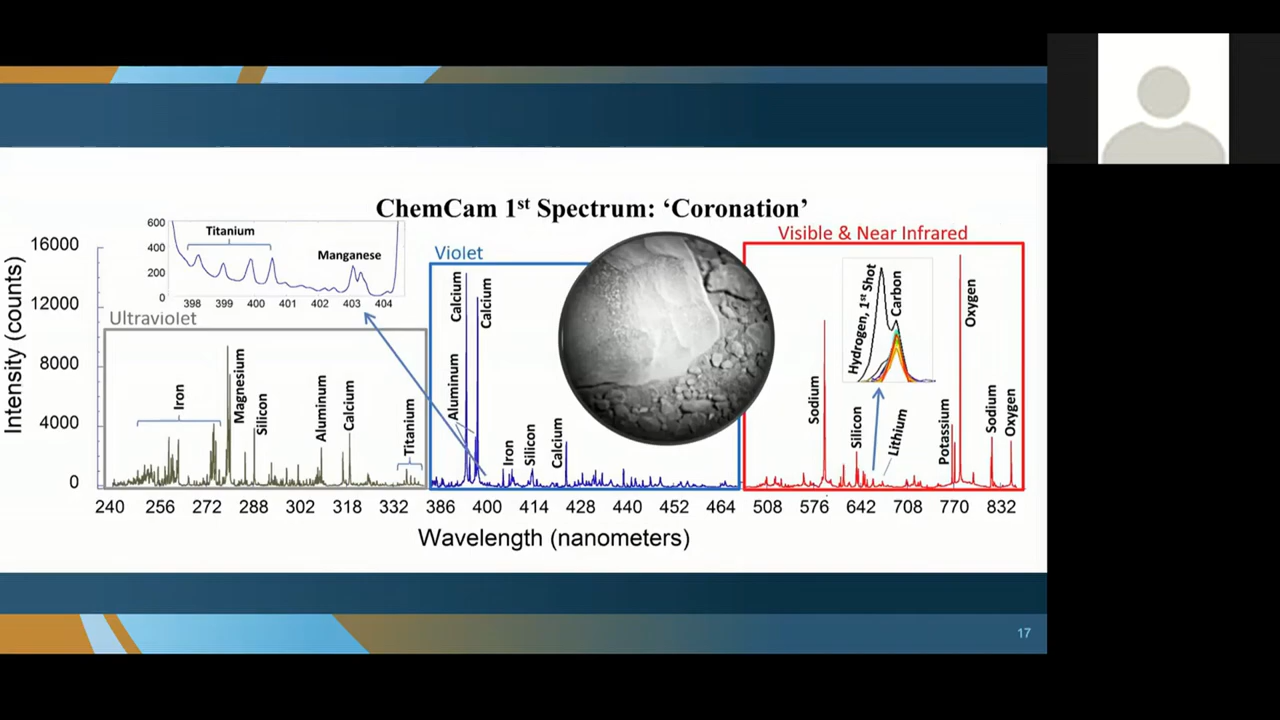 ChemCam 1st Spectrum: ‘Coronation’
Intensity (counts)
16000
12000
8000
4000
0
600
400
200
0
Titanium
Manganese
398 399 400 401 402 403 404
Ultraviolet
Iron
Magnesium
Silicon
Aluminum
Calcium
Titanium
Violet
Calcium
Calcium
Aluminum
Iron
Silicon
Calcium
Visible & Near Infrared
Hydrogen, 1st Shot
Carbon
Oxygen
Sodium
Silicon
Lithium
Potassium
Sodium
Oxygen
240 256 272 288 302 318 332 386 400 414 428 440 452 464 508 576 642 708 770 832
Wavelength (nanometers)
17